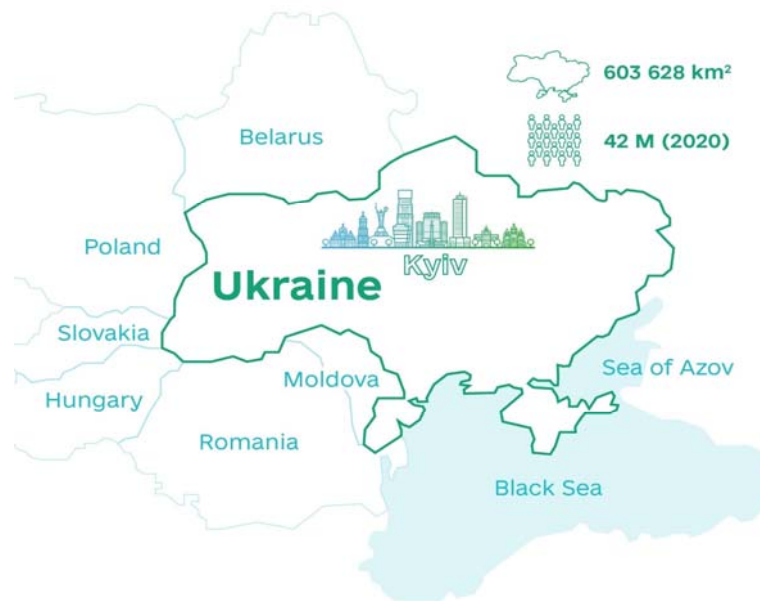 603 628 km²
42 M (2020)
Belarus
Poland
Kyiv
Ukraine
Slovakia
Sea of Azov
Moldova
Hungary
Romania
Black Sea